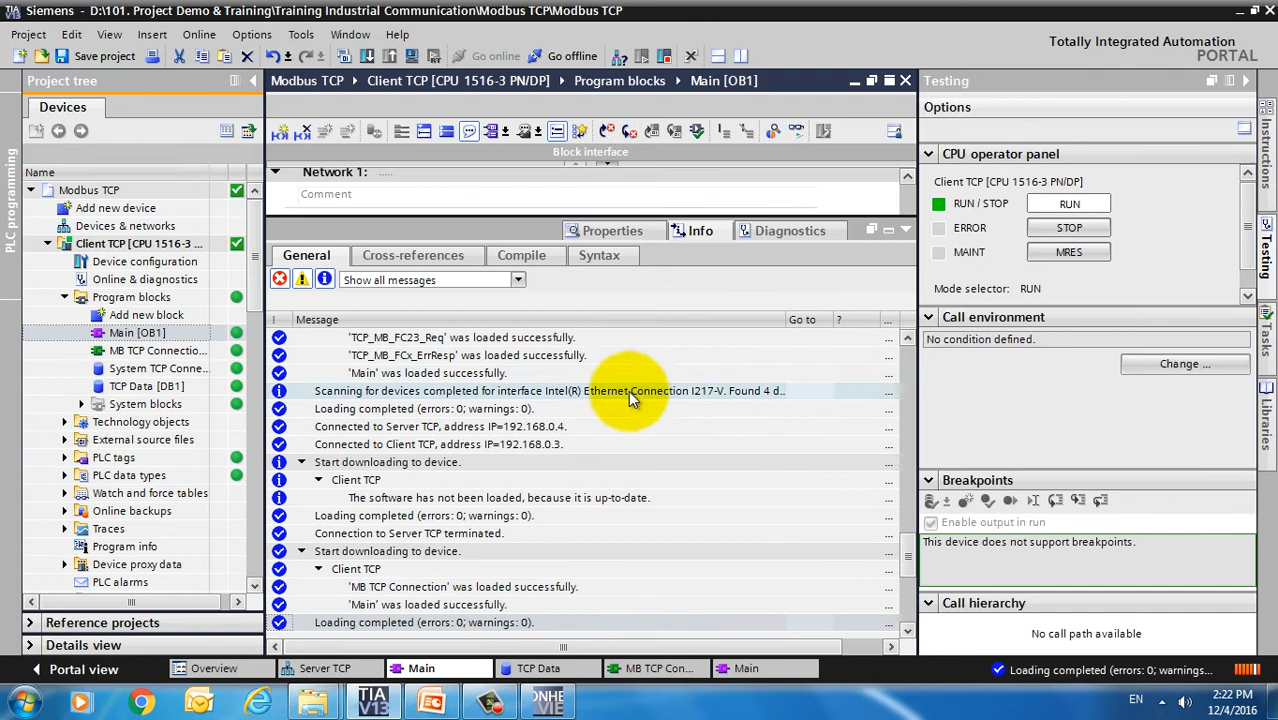 Siemens - D:\101. Project Demo & Training\Training Industrial Communication\Modbus TCP\Modbus TCP
Project Edit View Insert Online Options Tools Window Help
Totally Integrated Automation
PORTAL
Save project
Go online
Go offline
Project tree
Devices
Name
Modbus TCP
Add new device
Devices & networks
Client TCP [CPU 1516-3 ...
Device configuration
Online & diagnostics
Program blocks
Add new block
Main [OB1]
MB TCP Connectio...
System TCP Conne...
TCP Data [DB1]
System blocks
Technology objects
External source files
PLC tags
PLC data types
Watch and force tables
Online backups
Traces
Program info
Device proxy data
PLC alarms
Reference projects
Details view
PLC programming
Modbus TCP Client TCP [CPU 1516-3 PN/DP] Program blocks Main [OB1]
Block interface
Network 1: .....
Comment
Properties Info Diagnostics
General Cross-references Compile Syntax
Show all messages
! Message Go to ? ...
'TCP_MB_FC23_Req' was loaded successfully. ...
'TCP_MB_FCx_ErrResp' was loaded successfully. ...
'Main' was loaded successfully. ...
Scanning for devices completed for interface Intel(R) Ethernet Connection I217-V. Found 4 d... ...
Loading completed (errors: 0; warnings: 0). ...
Connected to Server TCP, address IP=192.168.0.4. ...
Connected to Client TCP, address IP=192.168.0.3. ...
Start downloading to device. ...
Client TCP ...
The software has not been loaded, because it is up-to-date. ...
Loading completed (errors: 0; warnings: 0). ...
Connection to Server TCP terminated. ...
Start downloading to device. ...
Client TCP ...
'MB TCP Connection' was loaded successfully. ...
'Main' was loaded successfully. ...
Loading completed (errors: 0; warnings: 0). ...
Testing
Options
CPU operator panel
Client TCP [CPU 1516-3 PN/DP]
RUN / STOP RUN
ERROR STOP
MAINT MRES
Mode selector: RUN
Call environment
No condition defined.
Change ...
Breakpoints
Enable output in run
This device does not support breakpoints.
Call hierarchy
No call path available
Instructions
Testing
Tasks
Libraries
Portal view
Overview
Server TCP
Main
TCP Data
MB TCP Con...
Main
Loading completed (errors: 0; warnings...
TIA
V13
EN
2:22 PM
12/4/2016